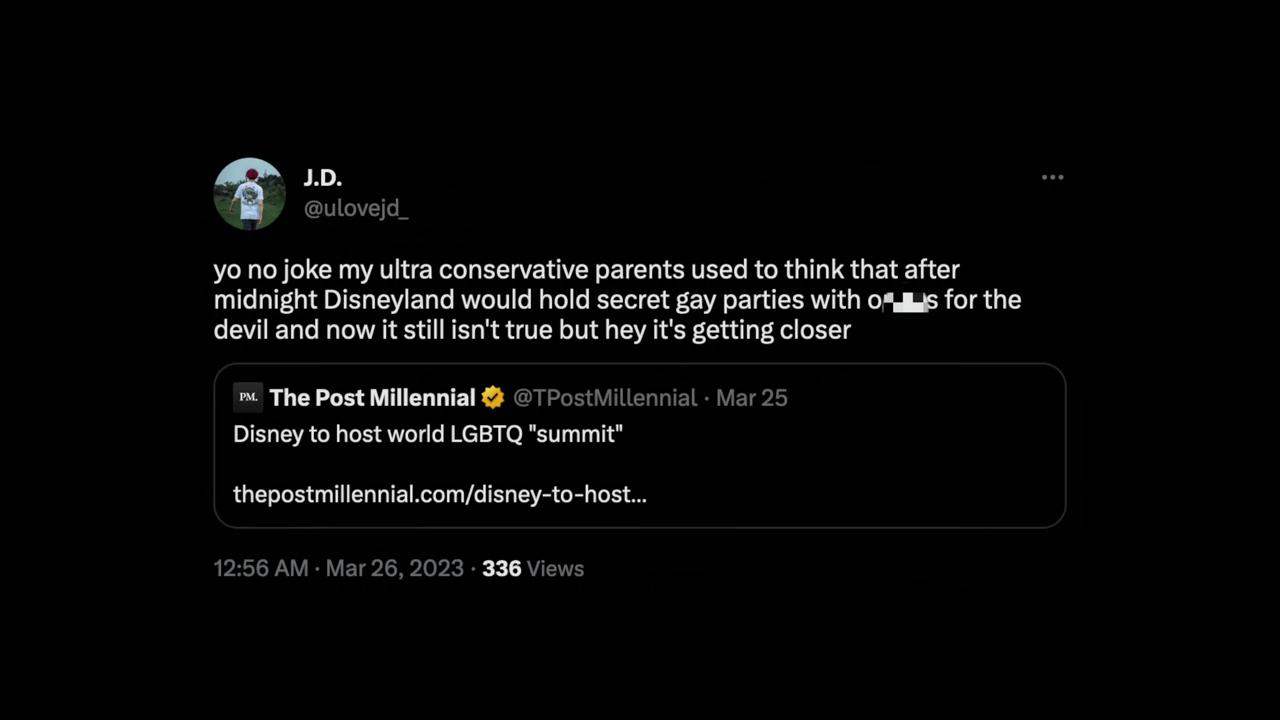 J.D.
@ulovejd_
yo no joke my ultra conservative parents used to think that after
midnight Disneyland would hold secret gay parties with for the
devil and now it still isn't true but hey it's getting closer
PM. The Post Millennial @TPostMillennial · Mar 25
Disney to host world LGBTQ "summit"
thepostmillennial.com/disney-to-host...
12:56 AM · Mar 26, 2023 · 336 Views